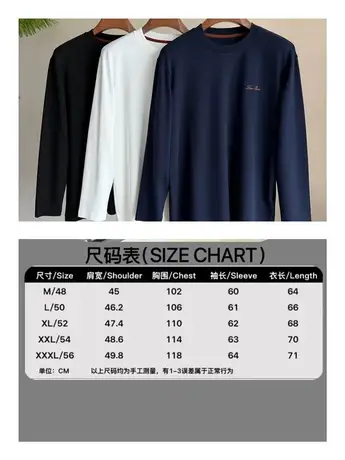 尺码表(SIZE CHART)
尺寸/Size 肩宽/Shoulder 胸围/Chest 袖长/Sleeve 衣长/Length
M/48 45 102 60 64
L/50 46.2 106 61 66
XL/52 47.4 110 62 68
XXL/54 48.6 114 63 70
XXXL/56 49.8 118 64 71
单位：CM 以上尺码均为手工测量，有1-3误差属于正常行为